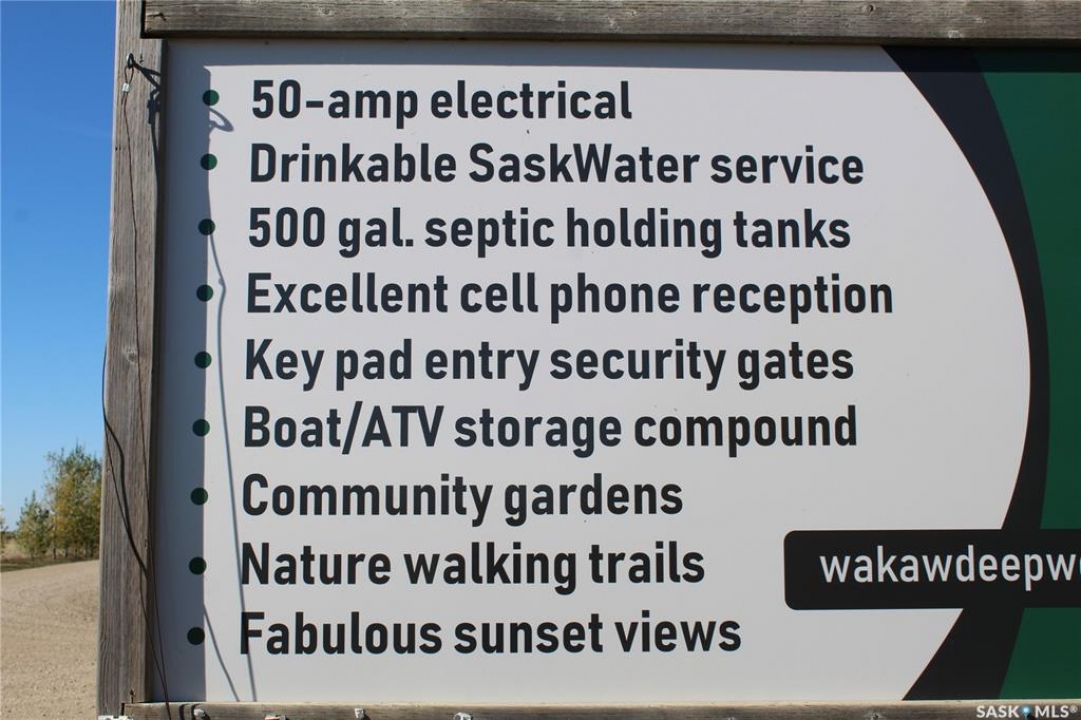 • 50-amp electrical
• Drinkable SaskWater service
• 500 gal. septic holding tanks
• Excellent cell phone reception
• Key pad entry security gates
• Boat/ATV storage compound
• Community gardens
• Nature walking trails
wakawdeepw
• Fabulous sunset views
SASK MLS®